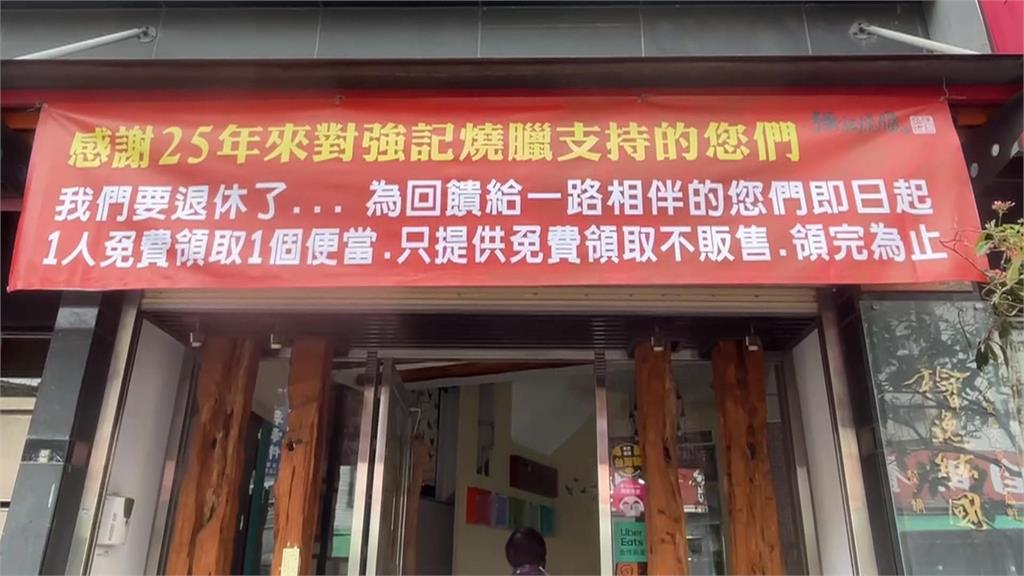 感謝25年來對強記燒臘支持的您們
我們要退休了... 為回饋給一路相伴的您們即日起
1人免費領取1個便當.只提供免費領取不販售.領完為止
Uber
Eats